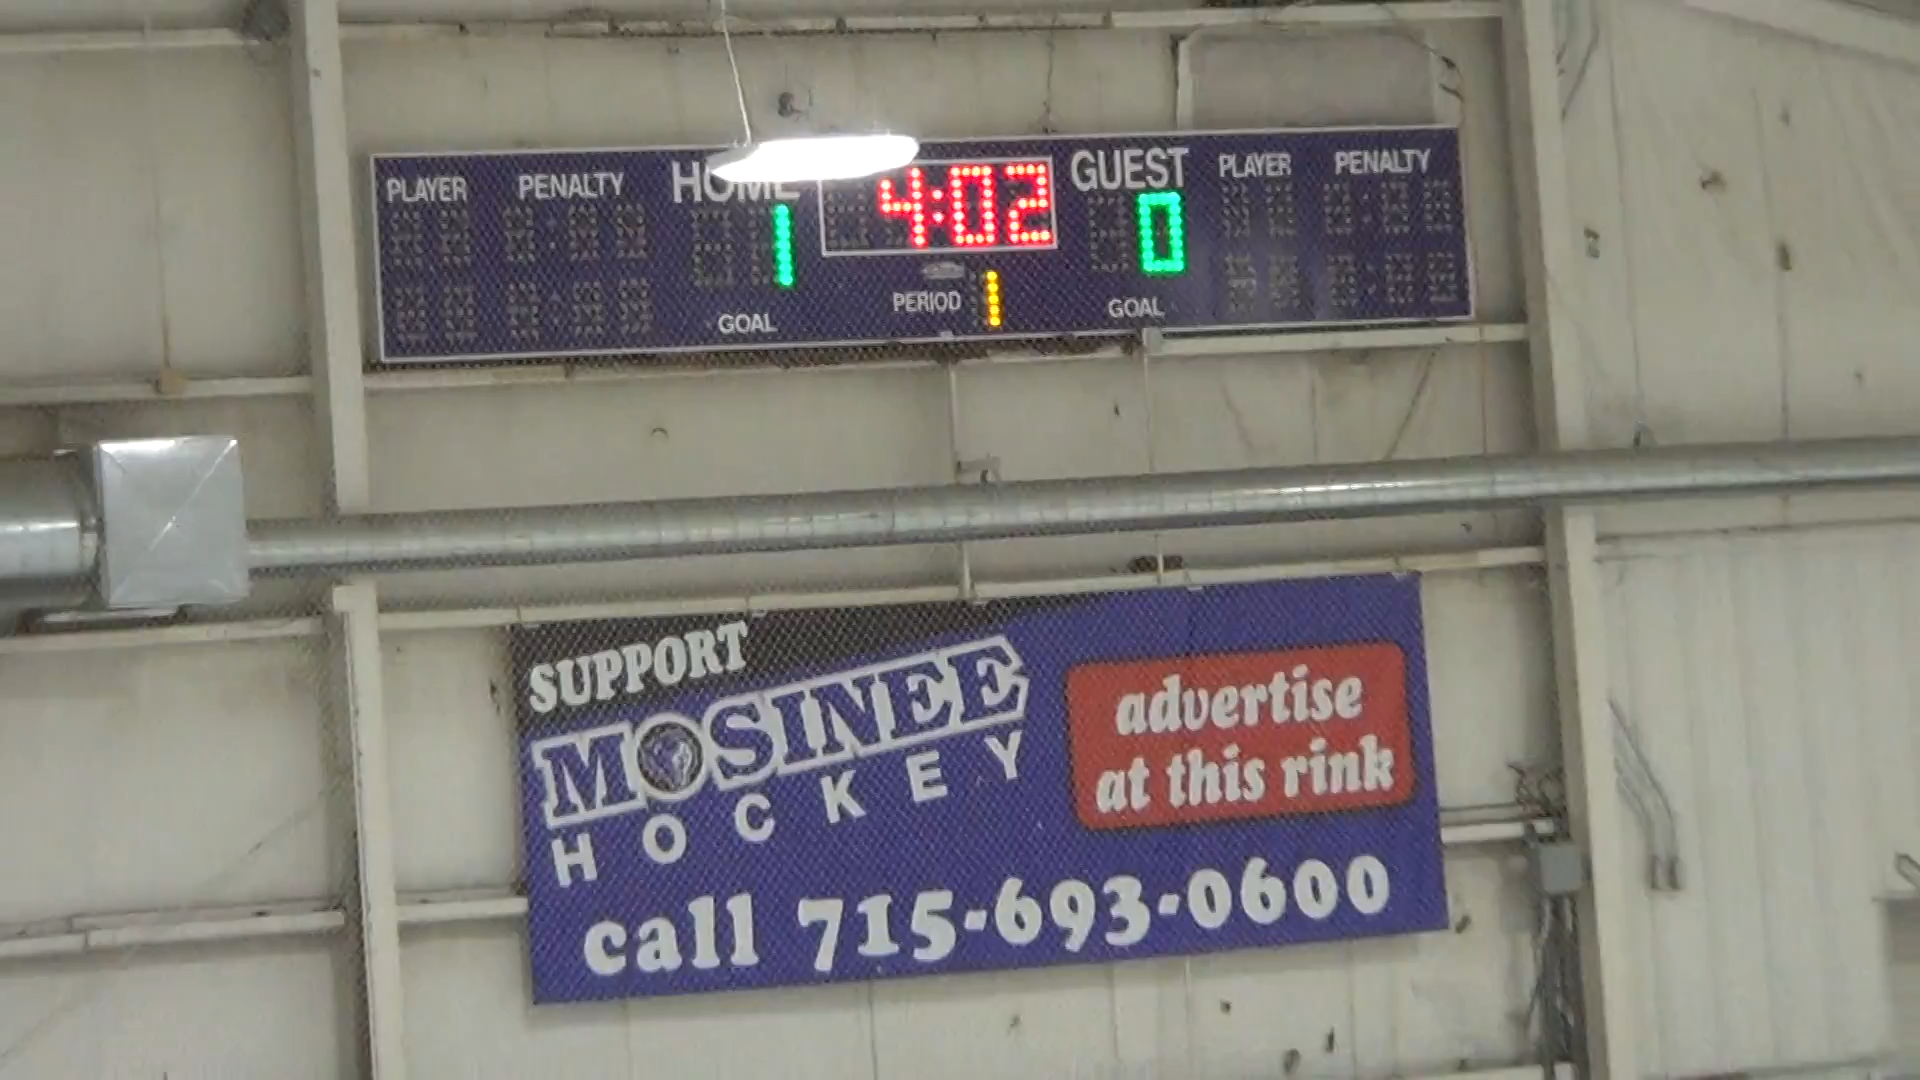 PLAYER PENALTY HOME 4:02 GUEST PLAYER PENALTY
1 0
GOAL PERIOD 1 GOAL
SUPPORT
MOSINEE
HOCKEY
advertise
at this rink
call 715-693-0600